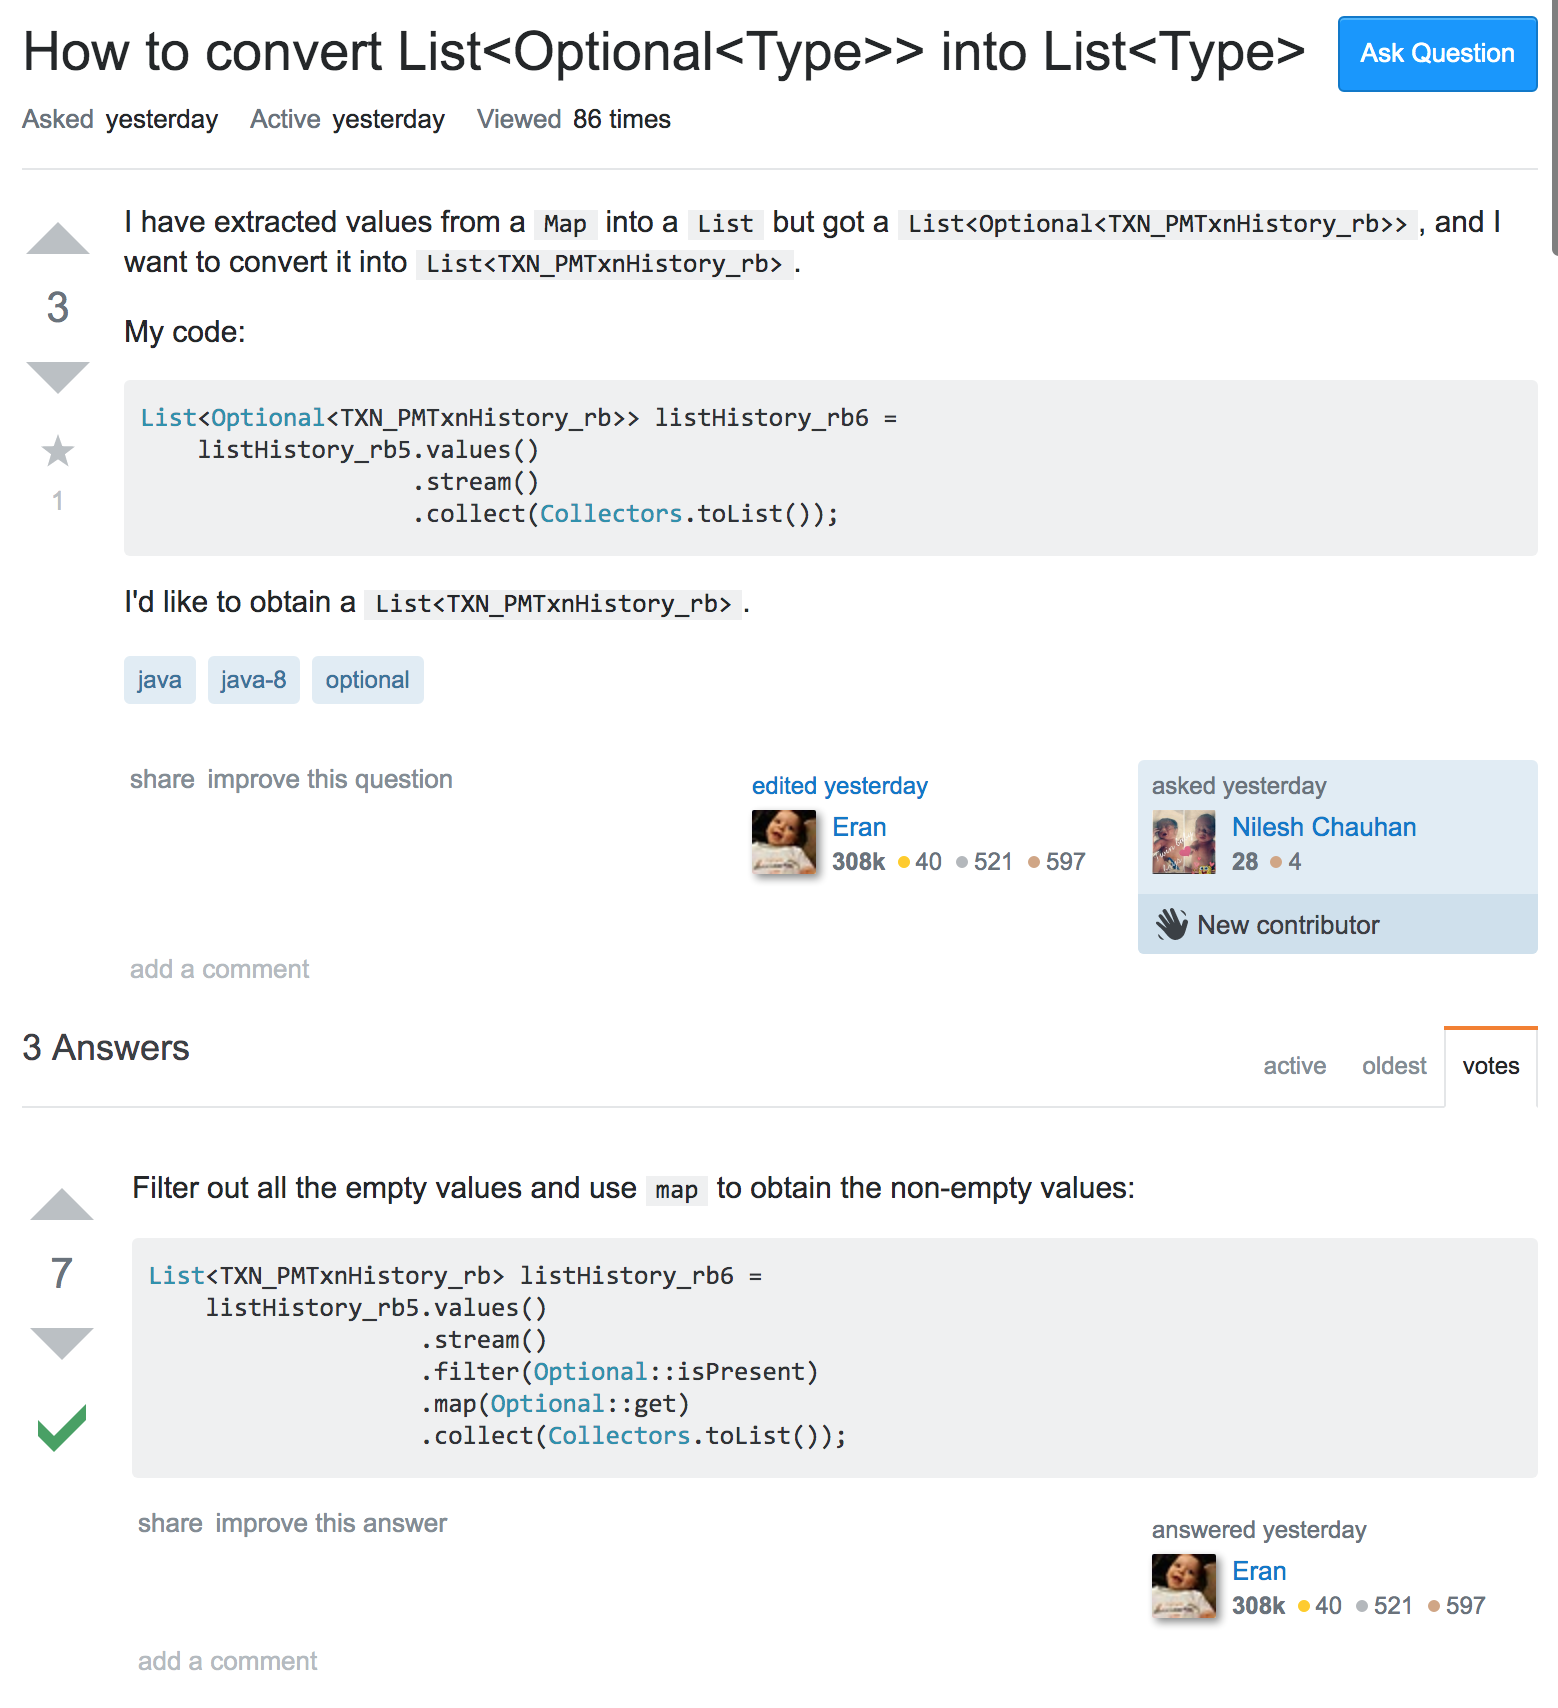 How to convert List<Optional<Type>> into List<Type>
Ask Question
Asked yesterday Active yesterday Viewed 86 times
I have extracted values from a Map into a List but got a List<Optional<TXN_PMTxnHistory_rb>>, and I
want to convert it into List<TXN_PMTxnHistory_rb>.
3
My code:
List<Optional<TXN_PMTxnHistory_rb>> listHistory_rb6 =
    listHistory_rb5.values()
                   .stream()
                   .collect(Collectors.toList());
1
I'd like to obtain a List<TXN_PMTxnHistory_rb>.
java java-8 optional
share improve this question
edited yesterday
Eran
308k 40 521 597
asked yesterday
Nilesh Chauhan
28 4
New contributor
add a comment
3 Answers
active oldest votes
Filter out all the empty values and use map to obtain the non-empty values:
7
List<TXN_PMTxnHistory_rb> listHistory_rb6 =
    listHistory_rb5.values()
                   .stream()
                   .filter(Optional::isPresent)
                   .map(Optional::get)
                   .collect(Collectors.toList());
share improve this answer
answered yesterday
Eran
308k 40 521 597
add a comment